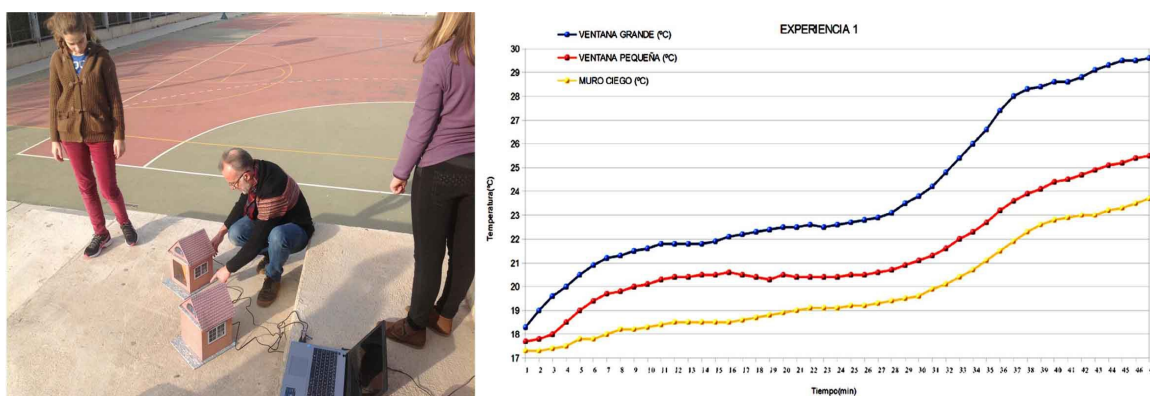 EXPERIENCIA 1
VENTANA GRANDE (ºC)
VENTANA PEQUEÑA (ºC)
MURO CIEGO (ºC)
Temperatura(ºC)
30
29
28
27
26
25
24
23
22
21
20
19
18
17
1 2 3 4 5 6 7 8 9 10 11 12 13 14 15 16 17 18 19 20 21 22 23 24 25 26 27 28 29 30 31 32 33 34 35 36 37 38 39 40 41 42 43 44 45 46
Tiempo(min)